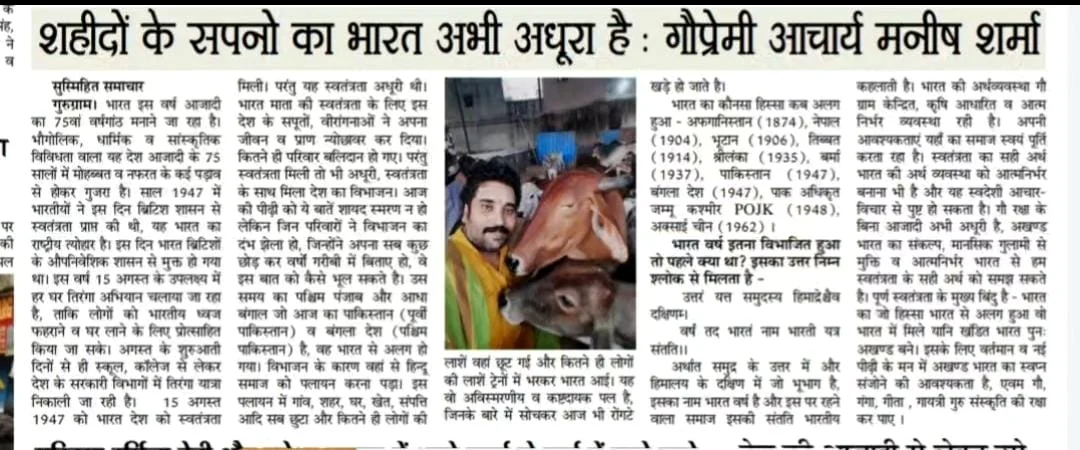 शहीदों के सपनो का भारत अभी अधूरा है : गौप्रेमी आचार्य मनीष शर्मा
सुस्मिहित समाचार
गुरुग्राम। भारत इस वर्ष आजादी
का 75वां वर्षगांठ मनाने जा रहा है।
भौगोलिक, धार्मिक व सांस्कृतिक
विविधता वाला यह देश आजादी के 75
सालों में मोहब्बत व नफरत के कई पड़ाव
से होकर गुजरा है। साल 1947 में
भारतीयों ने इस दिन ब्रिटिश शासन से
स्वतंत्रता प्राप्त की थी, यह भारत का
राष्ट्रीय त्योहार है। इस दिन भारत ब्रिटिशों
के औपनिवेशिक शासन से मुक्त हो गया
था। इस वर्ष 15 अगस्त के उपलक्ष्य में
हर घर तिरंगा अभियान चलाया जा रहा
है, ताकि लोगों को भारतीय ध्वज
फहराने व घर लाने के लिए प्रोत्साहित
किया जा सके। अगस्त के शुरुआती
दिनों से ही स्कूल, कॉलेज से लेकर
देश के सरकारी विभागों में तिरंगा यात्रा
निकाली जा रही है। 15 अगस्त
1947 को भारत देश को स्वतंत्रता
मिली। परंतु यह स्वतंत्रता अधूरी थी।
भारत माता की स्वतंत्रता के लिए इस
देश के सपूतों, वीरांगनाओं ने अपना
जीवन व प्राण न्योछावर कर दिया।
कितने ही परिवार बलिदान हो गए। परंतु
स्वतंत्रता मिली तो भी अधूरी, स्वतंत्रता
के साथ मिला देश का विभाजन। आज
की पीढ़ी को ये बातें शायद स्मरण न हो
लेकिन जिन परिवारों ने विभाजन का
दंभ झेला हो, जिन्होंने अपना सब कुछ
छोड़ कर वर्षों गरीबी में बिताए हो, वे
इस बात को कैसे भूल सकते है। उस
समय का पश्चिम पंजाब और आधा
बंगाल जो आज का पाकिस्तान (पूर्वी
पाकिस्तान) व बंगला देश (पश्चिम
पाकिस्तान) है, वह भारत से अलग हो
गया। विभाजन के कारण वहां से हिन्दू
समाज को पलायन करना पड़ा। इस
पलायन में गांव, शहर, घर, खेत, संपत्ति
आदि सब छुटा और कितने ही लोगों की
लाशें वहां छूट गई और कितने ही लोगों
की लाशें ट्रेनों में भरकर भारत आई। यह
वो अविस्मरणीय व कष्टदायक पल है,
जिनके बारे में सोचकर आज भी रोंगटे
खड़े हो जाते है।
भारत का कौनसा हिस्सा कब अलग
हुआ - अफगानिस्तान (1874), नेपाल
(1904), भूटान (1906), तिब्बत
(1914), श्रीलंका (1935), बर्मा
(1937), पाकिस्तान (1947),
बंगला देश (1947), पाक अधिकृत
जम्मू कश्मीर POJK (1948),
अक्साई चीन (1962) ।
भारत वर्ष इतना विभाजित हुआ
तो पहले क्या था? इसका उत्तर निम्न
श्लोक से मिलता है -
उत्तरं यत्त समुदस्य हिमाद्रेश्चैव
दक्षिणम।
वर्ष तद भारतं नाम भारती यत्र
संतति।।
अर्थात समुद्र के उत्तर में और
हिमालय के दक्षिण में जो भूभाग है,
इसका नाम भारत वर्ष है और इस पर रहने
वाला समाज इसकी संतति भारतीय
कहलाती है। भारत की अर्थव्यवस्था गौ
ग्राम केन्द्रित, कृषि आधारित व आत्म
निर्भर व्यवस्था रही है। अपनी
आवश्यकताएं यहाँ का समाज स्वयं पूर्ति
करता रहा है। स्वतंत्रता का सही अर्थ
भारत की अर्थ व्यवस्था को आत्मनिर्भर
बनाना भी है और यह स्वदेशी आचार-
विचार से पुष्ट हो सकता है। गौ रक्षा के
बिना आजादी अभी अधूरी है, अखण्ड
भारत का संकल्प, मानसिक गुलामी से
मुक्ति व आत्मनिर्भर भारत से हम
स्वतंत्रता के सही अर्थ को समझ सकते
है। पूर्ण स्वतंत्रता के मुख्य बिंदु है - भारत
का जो हिस्सा भारत से अलग हुआ वो
भारत में मिले यानि खंडित भारत पुनः
अखण्ड बने। इसके लिए वर्तमान व नई
पीढ़ी के मन में अखण्ड भारत का स्वप्न
संजोने की आवश्यकता है, एवम गौ,
गंगा, गीता , गायत्री गुरु संस्कृति की रक्षा
कर पाए ।